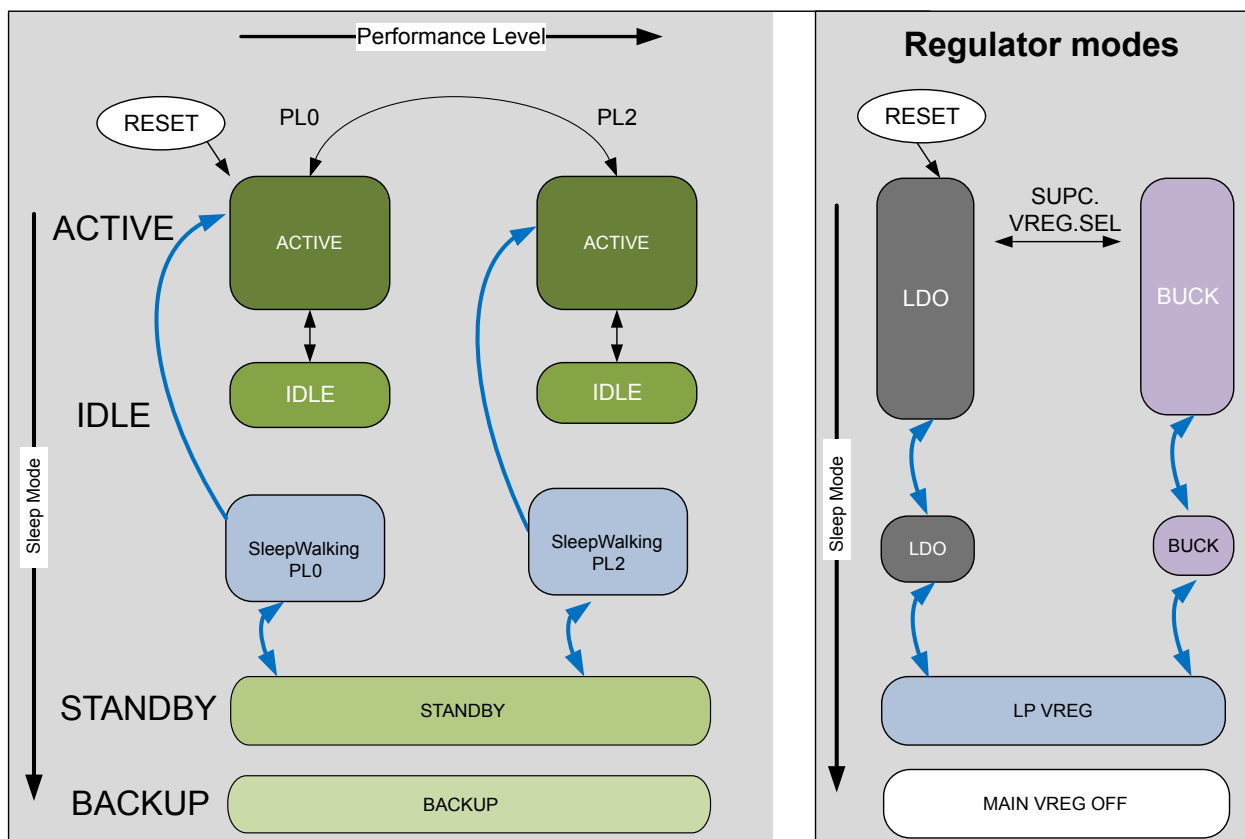 Performance Level
RESET
PL0
PL2
ACTIVE
ACTIVE
ACTIVE
IDLE
IDLE
IDLE
Sleep Mode
SleepWalking
PL0
SleepWalking
PL2
STANDBY
STANDBY
BACKUP
BACKUP
Regulator modes
RESET
SUPC.
VREG.SEL
LDO
BUCK
Sleep Mode
LDO
BUCK
LP VREG
MAIN VREG OFF